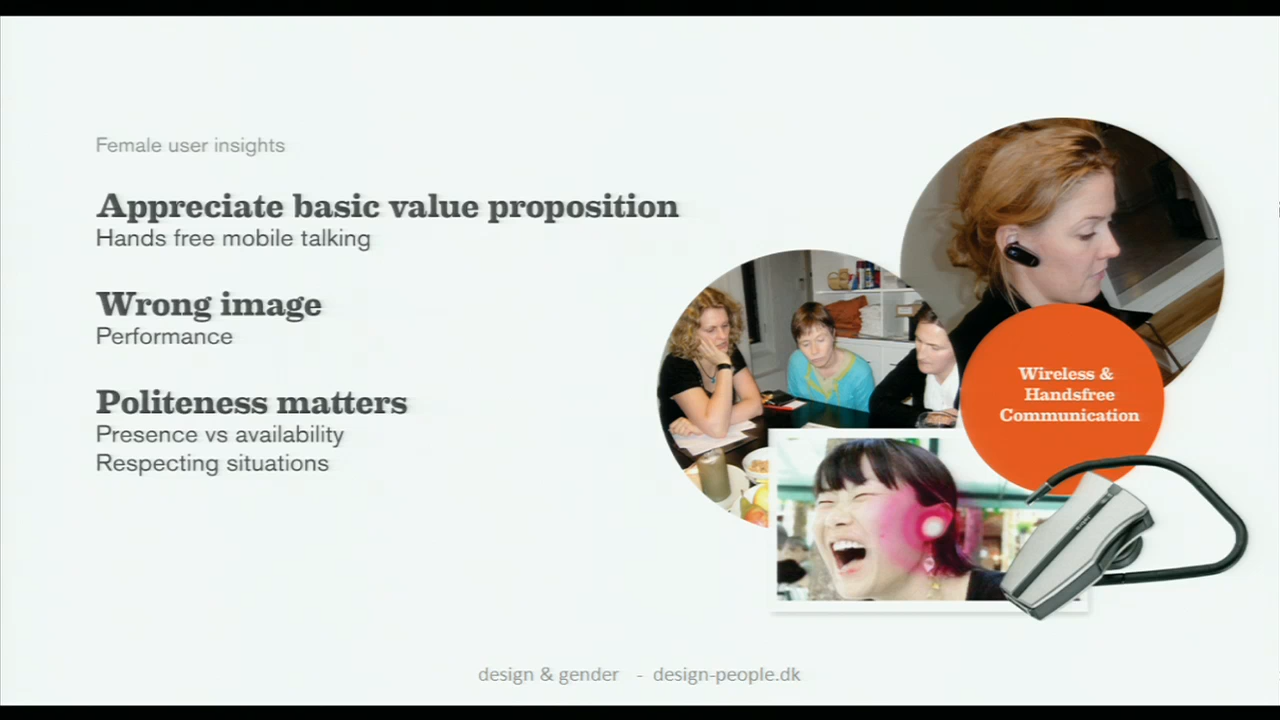 Female user insights
Appreciate basic value proposition
Hands free mobile talking
Wrong image
Performance
Politeness matters
Presence vs availability
Respecting situations
Wireless &
Handsfree
Communication
design & gender - design-people.dk